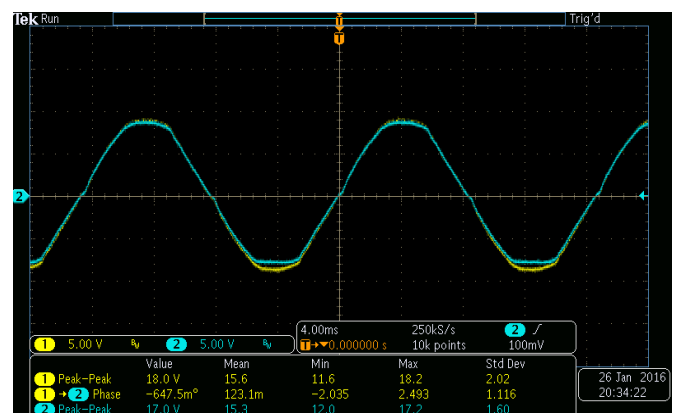 Tek Run Trig'd
T
T
2
1 5.00 V BW 2 5.00 V BW
4.00ms 250kS/s 2
T→▼0.000000 s 10k points 100mV
Value Mean Min Max Std Dev
1 Peak–Peak 18.0 V 15.6 11.6 18.2 2.02
1 → 2 Phase −647.5m° 123.1m −2.035 2.493 1.116
2 Peak–Peak 17.0 V 15.3 12.0 17.2 1.60
26 Jan 2016
20:34:22